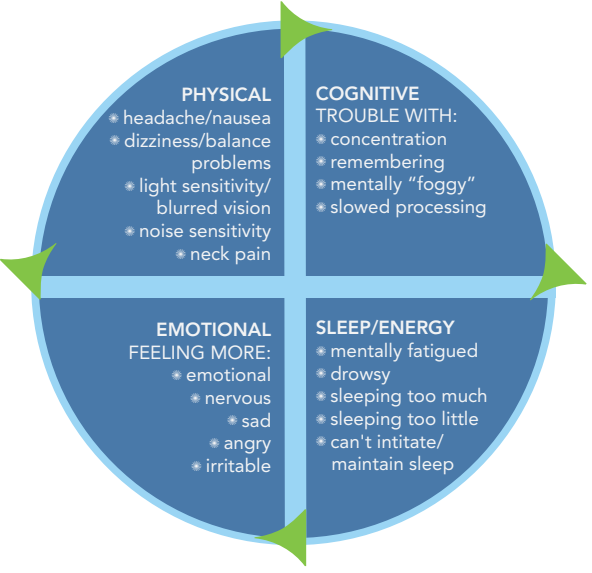 PHYSICAL
✺ headache/nausea
✺ dizziness/balance
problems
✺ light sensitivity/
blurred vision
✺ noise sensitivity
✺ neck pain
COGNITIVE
TROUBLE WITH:
✺ concentration
✺ remembering
✺ mentally “foggy”
✺ slowed processing
EMOTIONAL
FEELING MORE:
✺ emotional
✺ nervous
✺ sad
✺ angry
✺ irritable
SLEEP/ENERGY
✺ mentally fatigued
✺ drowsy
✺ sleeping too much
✺ sleeping too little
✺ can't intitate/
maintain sleep